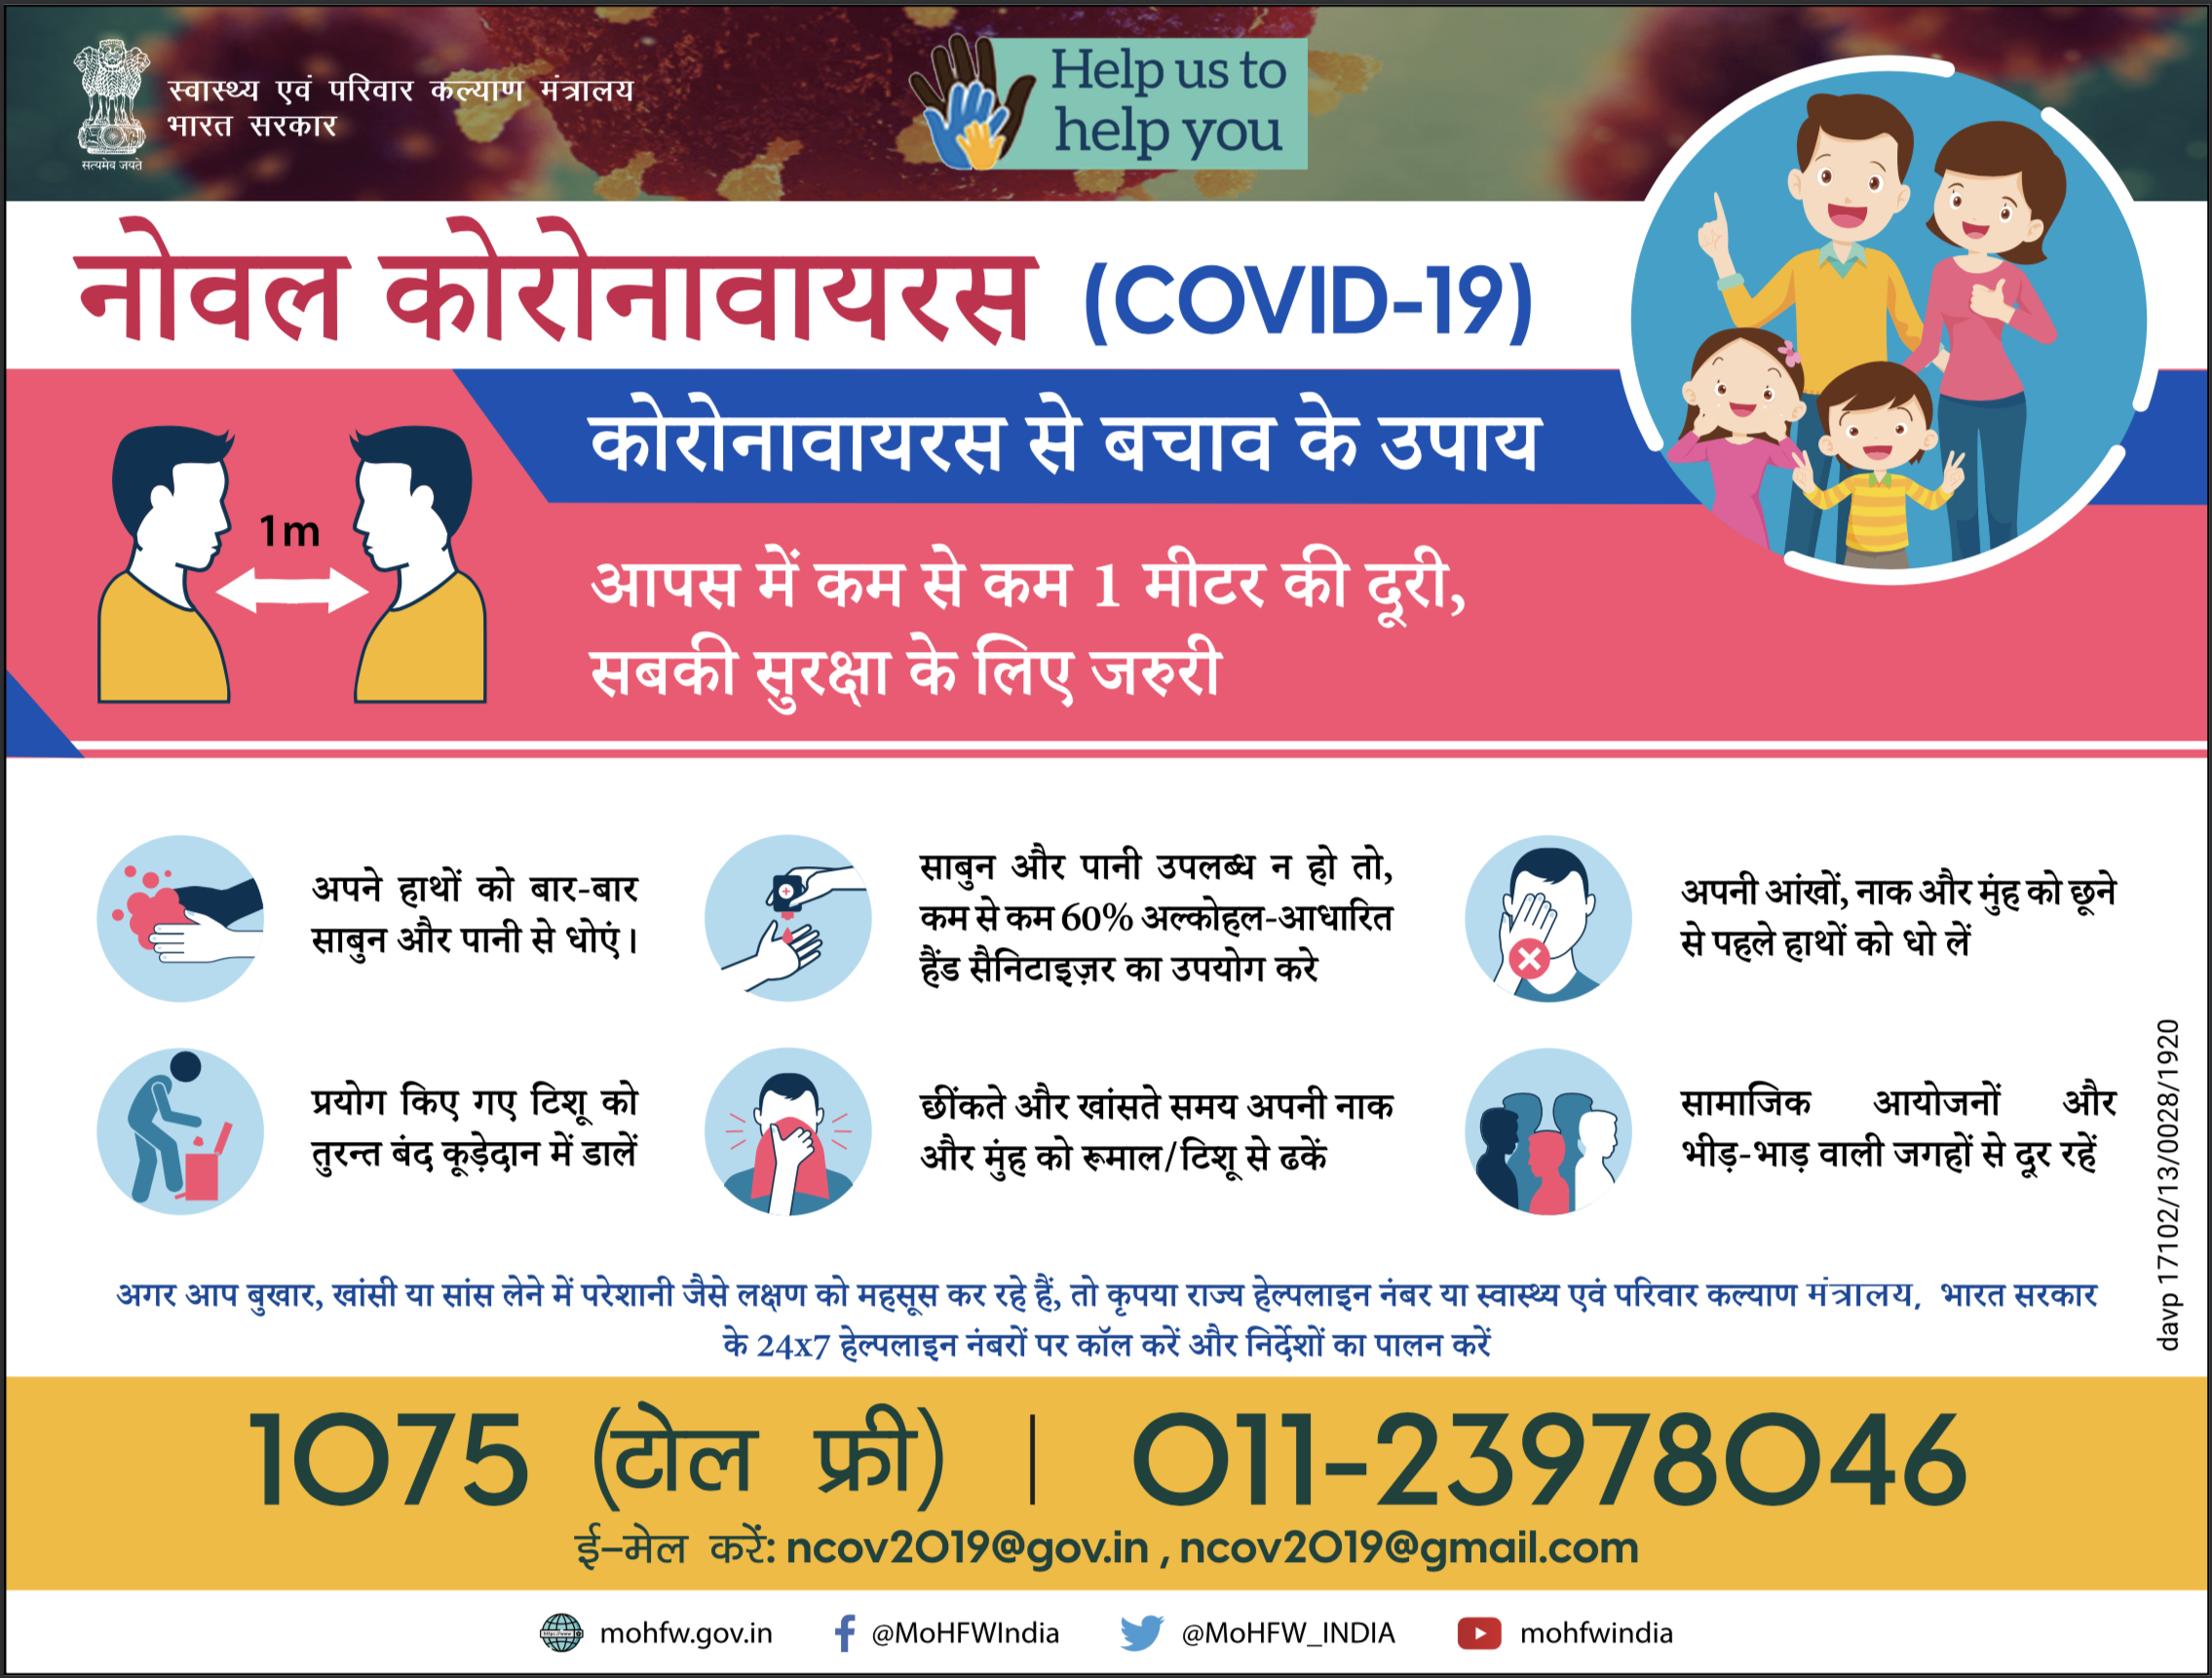 स्वास्थ्य एवं परिवार कल्याण मंत्रालय
भारत सरकार
सत्यमेव जयते
Help us to
help you
नोवल कोरोनावायरस (COVID-19)
कोरोनावायरस से बचाव के उपाय
1m
आपस में कम से कम 1 मीटर की दूरी,
सबकी सुरक्षा के लिए जरुरी
अपने हाथों को बार-बार
साबुन और पानी से धोएं।
साबुन और पानी उपलब्ध न हो तो,
कम से कम 60% अल्कोहल-आधारित
हैंड सैनिटाइज़र का उपयोग करे
अपनी आंखों, नाक और मुंह को छूने
से पहले हाथों को धो लें
प्रयोग किए गए टिशू को
तुरन्त बंद कूड़ेदान में डालें
छींकते और खांसते समय अपनी नाक
और मुंह को रूमाल/टिशू से ढकें
सामाजिक आयोजनों और
भीड़-भाड़ वाली जगहों से दूर रहें
davp 17102/13/0028/1920
अगर आप बुखार, खांसी या सांस लेने में परेशानी जैसे लक्षण को महसूस कर रहे हैं, तो कृपया राज्य हेल्पलाइन नंबर या स्वास्थ्य एवं परिवार कल्याण मंत्रालय, भारत सरकार
के 24x7 हेल्पलाइन नंबरों पर कॉल करें और निर्देशों का पालन करें
1075 (टोल फ्री) | 011-23978046
ई-मेल करें: ncov2019@gov.in , ncov2019@gmail.com
mohfw.gov.in @MoHFWIndia @MoHFW_INDIA mohfwindia